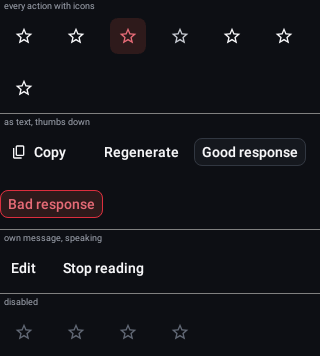 every action with icons
as text, thumbs down
Copy Regenerate Good response
Bad response
own message, speaking
Edit Stop reading
disabled